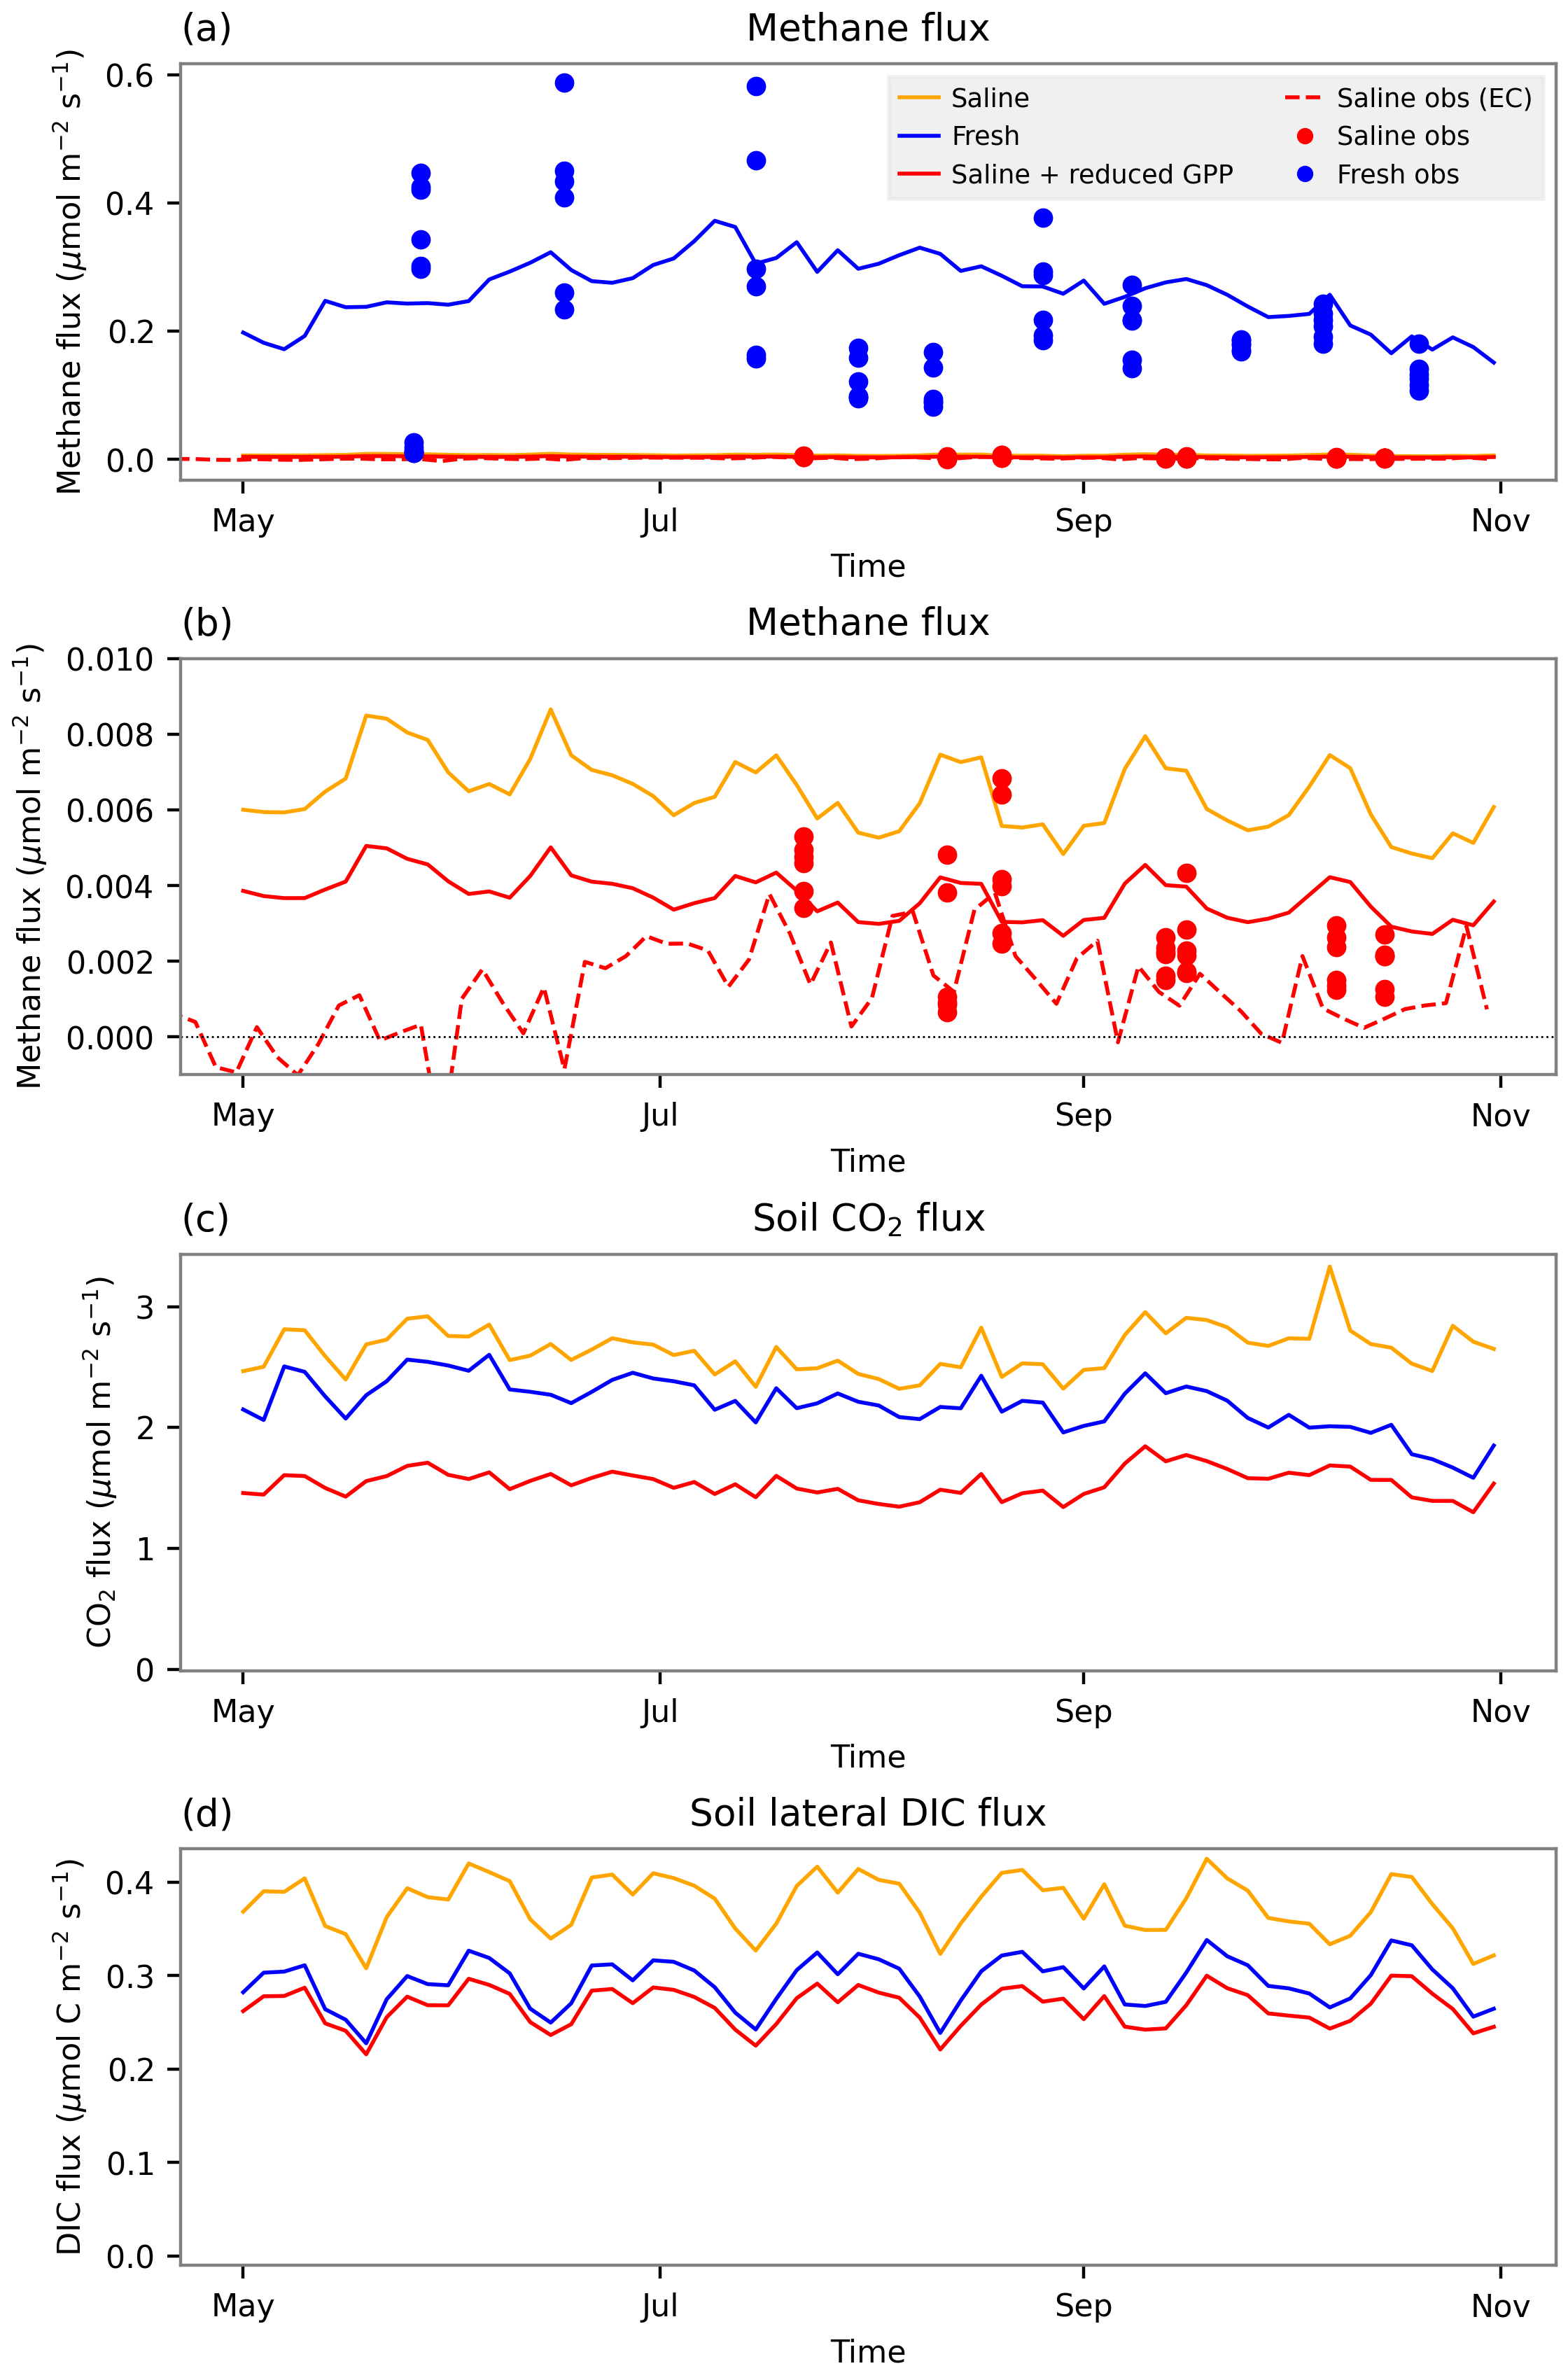 (a) Methane flux
Methane flux (μmol m⁻² s⁻¹)
0.6
0.4
0.2
0.0
Saline
Fresh
Saline + reduced GPP
Saline obs (EC)
Saline obs
Fresh obs
May Jul Sep Nov
Time
(b) Methane flux
Methane flux (μmol m⁻² s⁻¹)
0.010
0.008
0.006
0.004
0.002
0.000
May Jul Sep Nov
Time
(c) Soil CO₂ flux
CO₂ flux (μmol m⁻² s⁻¹)
3
2
1
0
May Jul Sep Nov
Time
(d) Soil lateral DIC flux
DIC flux (μmol C m⁻² s⁻¹)
0.4
0.3
0.2
0.1
0.0
May Jul Sep Nov
Time